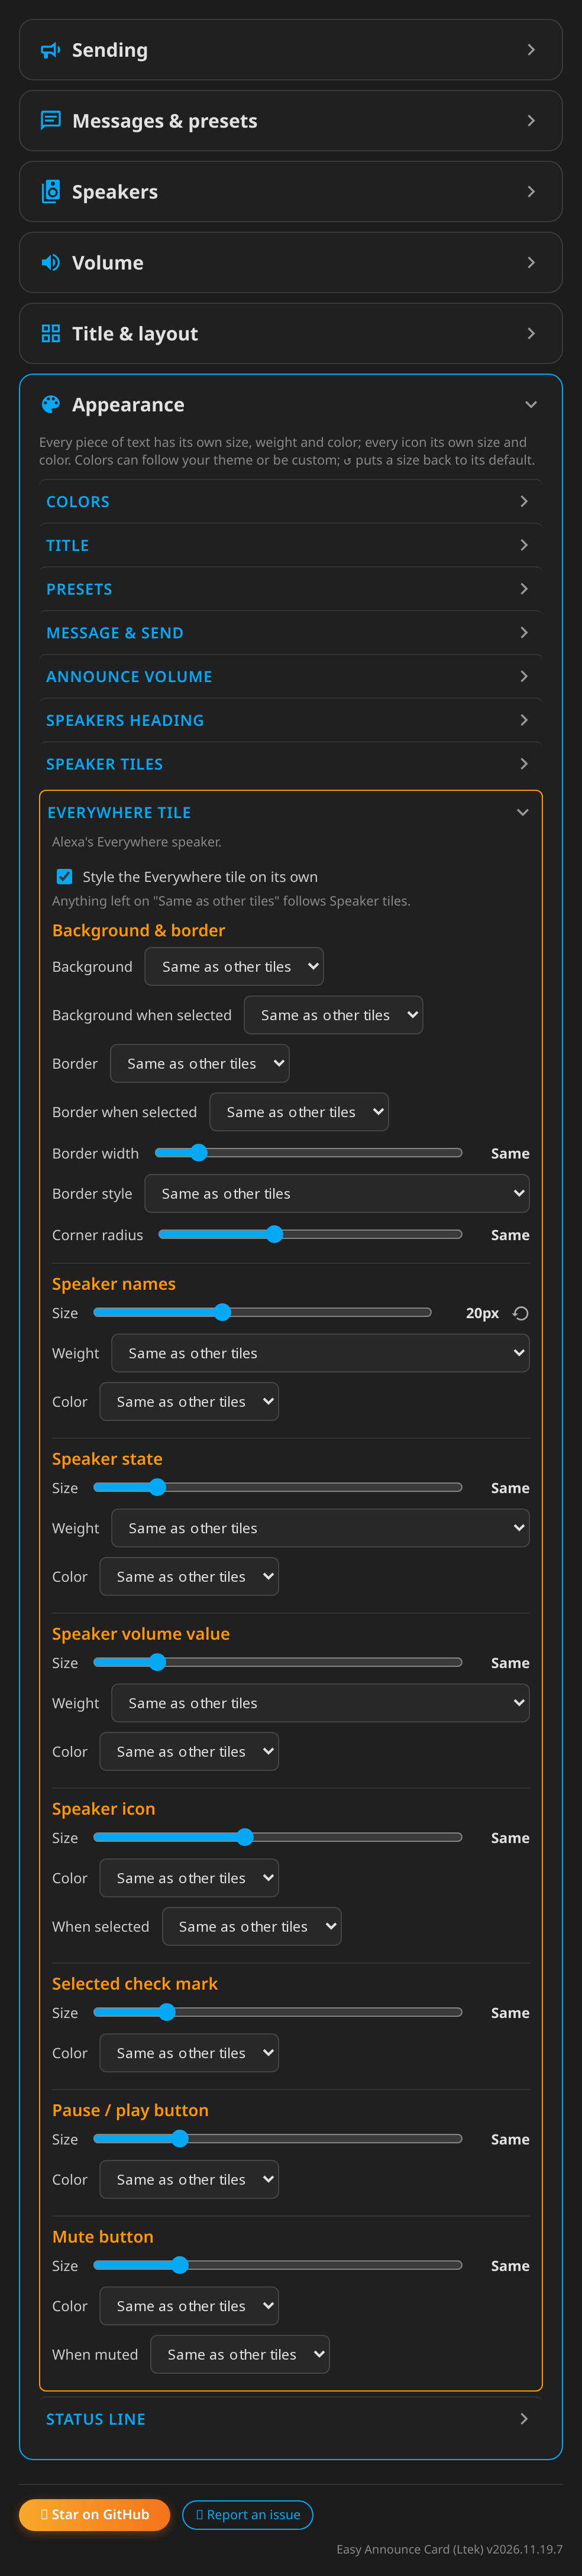 Sending
Messages & presets
Speakers
Volume
Title & layout
Appearance
Every piece of text has its own size, weight and color; every icon its own size and
color. Colors can follow your theme or be custom; ↺ puts a size back to its default.
COLORS
TITLE
PRESETS
MESSAGE & SEND
ANNOUNCE VOLUME
SPEAKERS HEADING
SPEAKER TILES
EVERYWHERE TILE
Alexa's Everywhere speaker.
Style the Everywhere tile on its own
Anything left on "Same as other tiles" follows Speaker tiles.
Background & border
Background Same as other tiles
Background when selected Same as other tiles
Border Same as other tiles
Border when selected Same as other tiles
Border width Same
Border style Same as other tiles
Corner radius Same
Speaker names
Size 20px
Weight Same as other tiles
Color Same as other tiles
Speaker state
Size Same
Weight Same as other tiles
Color Same as other tiles
Speaker volume value
Size Same
Weight Same as other tiles
Color Same as other tiles
Speaker icon
Size Same
Color Same as other tiles
When selected Same as other tiles
Selected check mark
Size Same
Color Same as other tiles
Pause / play button
Size Same
Color Same as other tiles
Mute button
Size Same
Color Same as other tiles
When muted Same as other tiles
STATUS LINE
Star on GitHub Report an issue
Easy Announce Card (Ltek) v2026.11.19.7